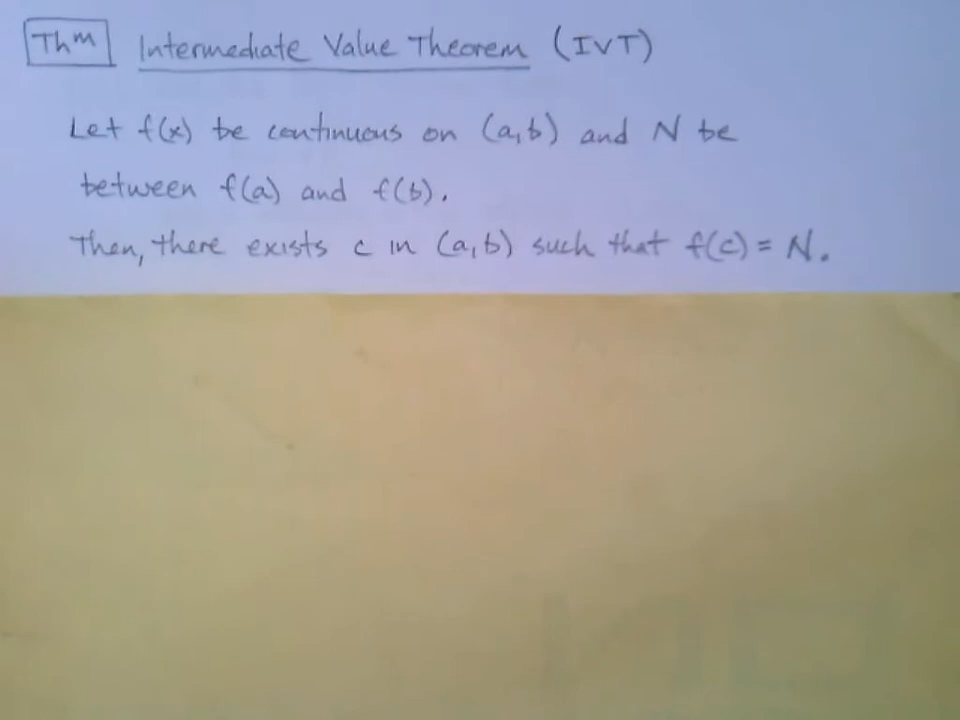 Thm Intermediate Value Theorem (IVT)
Let f(x) be continuous on (a,b) and N be
between f(a) and f(b).
Then, there exists c in (a,b) such that f(c) = N.